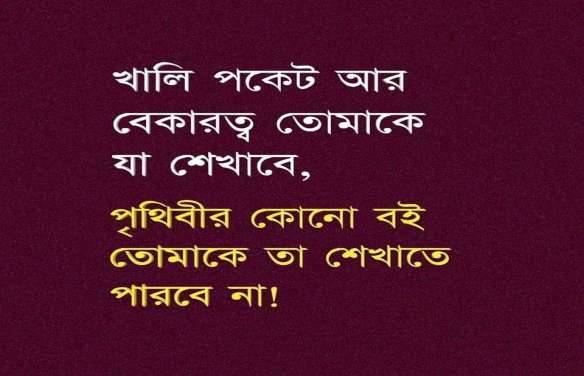 খালি পকেট আর
বেকারত্ব তোমাকে
যা শেখাবে,
পৃথিবীর কোনো বই
তোমাকে তা শেখাতে
পারবে না!